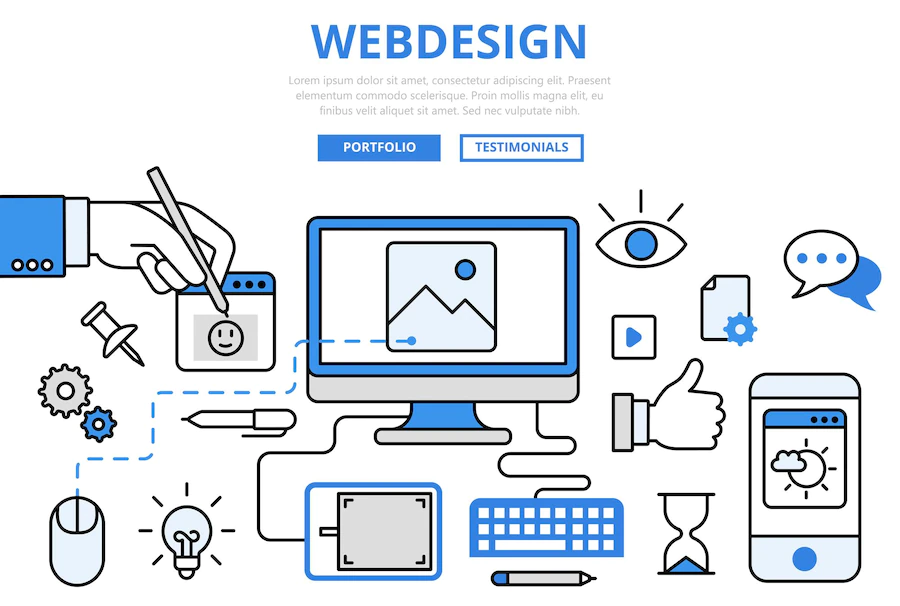 WEBDESIGN
Lorem ipsum dolor sit amet, consectetur adipiscing elit. Praesent
elementum commodo scelerisque. Proin mollis magna elit, eu
finibus velit aliquet sit amet. Sed nec vulputate nibh.
PORTFOLIO
TESTIMONIALS